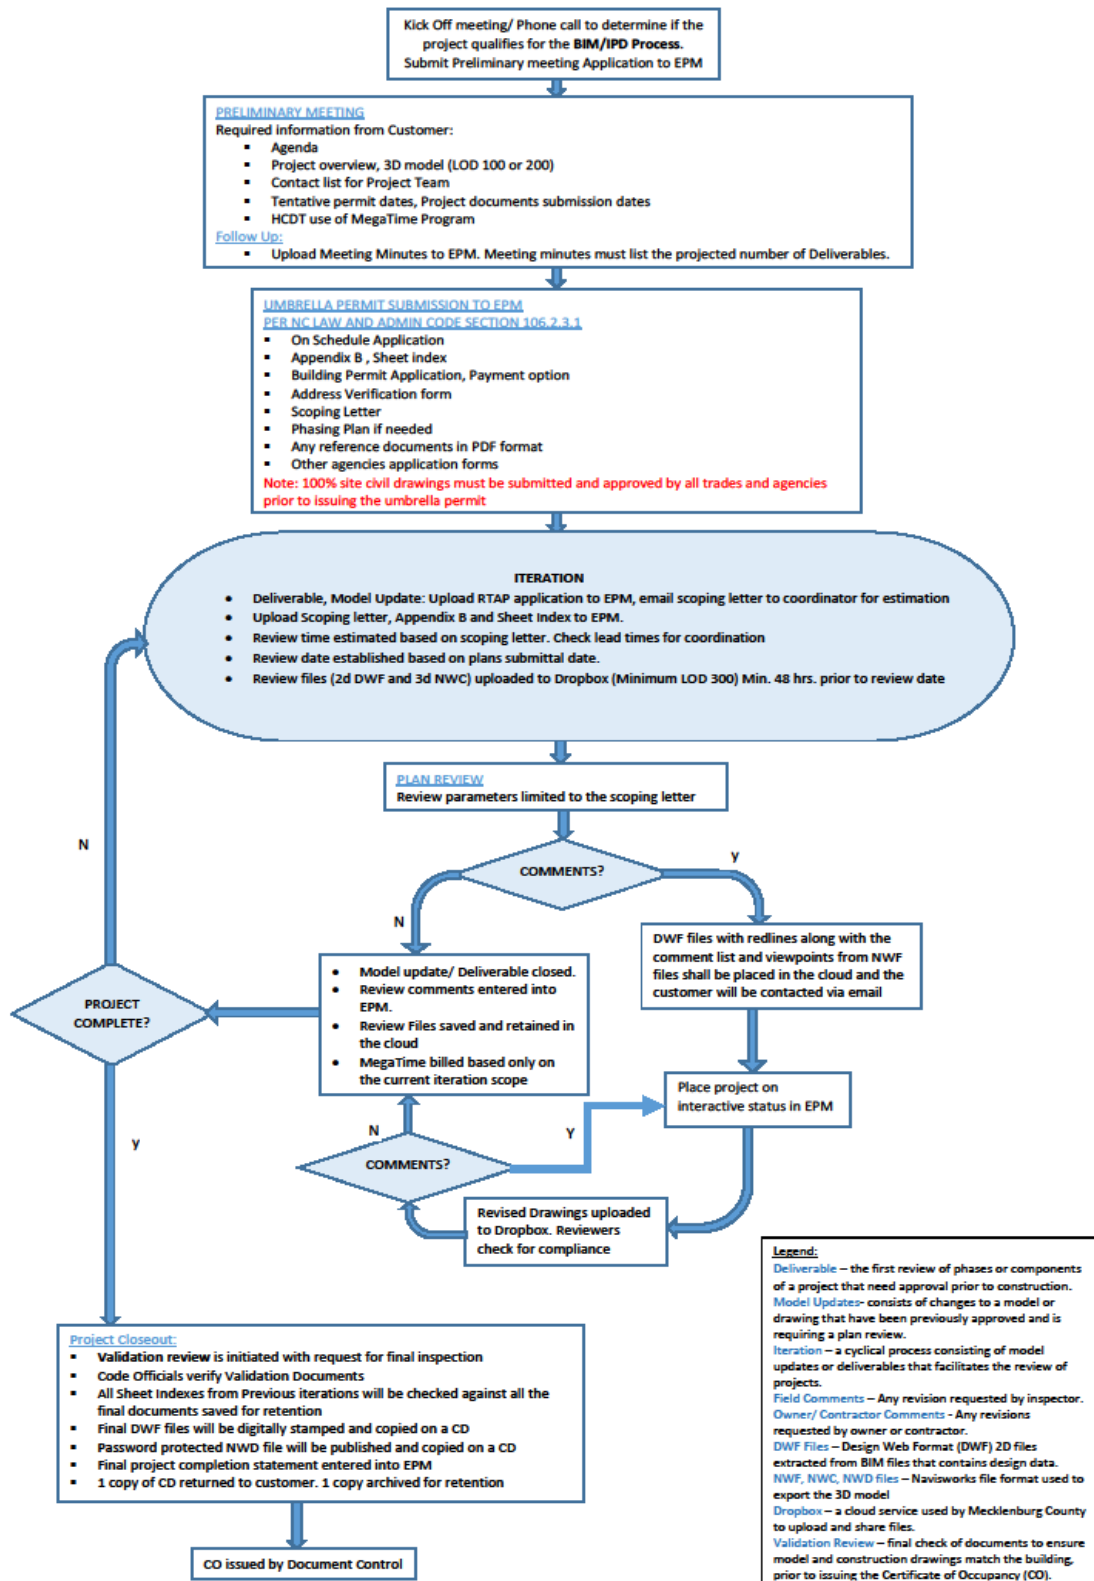 Kick Off meeting/ Phone call to determine if the
project qualifies for the BIM/IPD Process.
Submit Preliminary meeting Application to EPM
PRELIMINARY MEETING
Required information from Customer:
▪ Agenda
▪ Project overview, 3D model (LOD 100 or 200)
▪ Contact list for Project Team
▪ Tentative permit dates, Project documents submission dates
▪ HCDT use of MegaTime Program
Follow Up:
▪ Upload Meeting Minutes to EPM. Meeting minutes must list the projected number of Deliverables.
UMBRELLA PERMIT SUBMISSION TO EPM
PER NC LAW AND ADMIN CODE SECTION 106.2.3.1
▪ On Schedule Application
▪ Appendix B , Sheet index
▪ Building Permit Application, Payment option
▪ Address Verification form
▪ Scoping Letter
▪ Phasing Plan if needed
▪ Any reference documents in PDF format
▪ Other agencies application forms
Note: 100% site civil drawings must be submitted and approved by all trades and agencies
prior to issuing the umbrella permit
ITERATION
• Deliverable, Model Update: Upload RTAP application to EPM, email scoping letter to coordinator for estimation
• Upload Scoping letter, Appendix B and Sheet Index to EPM.
• Review time estimated based on scoping letter. Check lead times for coordination
• Review date established based on plans submittal date.
• Review files (2d DWF and 3d NWC) uploaded to Dropbox (Minimum LOD 300) Min. 48 hrs. prior to review date
PLAN REVIEW
Review parameters limited to the scoping letter
N
COMMENTS?
y
N
DWF files with redlines along with the
comment list and viewpoints from NWF
files shall be placed in the cloud and the
customer will be contacted via email
• Model update/ Deliverable closed.
• Review comments entered into
EPM.
• Review Files saved and retained in
the cloud
• MegaTime billed based only on
the current iteration scope
PROJECT
COMPLETE?
Place project on
interactive status in EPM
N
Y
y
COMMENTS?
Revised Drawings uploaded
to Dropbox. Reviewers
check for compliance
Project Closeout:
▪ Validation review is initiated with request for final inspection
▪ Code Officials verify Validation Documents
▪ All Sheet Indexes from Previous iterations will be checked against all the
final documents saved for retention
▪ Final DWF files will be digitally stamped and copied on a CD
▪ Password protected NWD file will be published and copied on a CD
▪ Final project completion statement entered into EPM
▪ 1 copy of CD returned to customer. 1 copy archived for retention
CO issued by Document Control
Legend:
Deliverable – the first review of phases or components
of a project that need approval prior to construction.
Model Updates- consists of changes to a model or
drawing that have been previously approved and is
requiring a plan review.
Iteration – a cyclical process consisting of model
updates or deliverables that facilitates the review of
projects.
Field Comments – Any revision requested by inspector.
Owner/ Contractor Comments - Any revisions
requested by owner or contractor.
DWF Files – Design Web Format (DWF) 2D files
extracted from BIM files that contains design data.
NWF, NWC, NWD files – Navisworks file format used to
export the 3D model
Dropbox – a cloud service used by Mecklenburg County
to upload and share files.
Validation Review – final check of documents to ensure
model and construction drawings match the building,
prior to issuing the Certificate of Occupancy (CO).